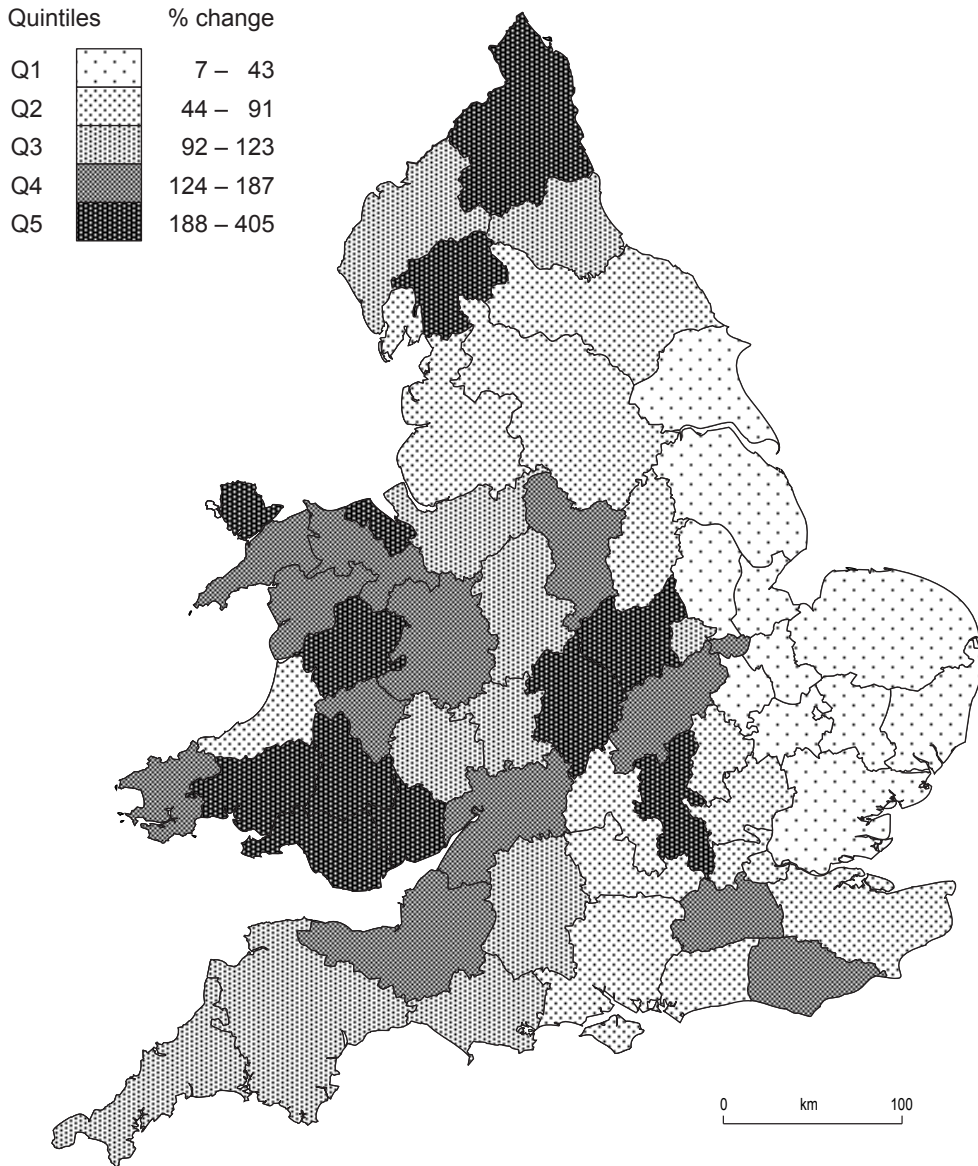 Quintiles % change
Q1 7 – 43
Q2 44 – 91
Q3 92 – 123
Q4 124 – 187
Q5 188 – 405
0 km 100